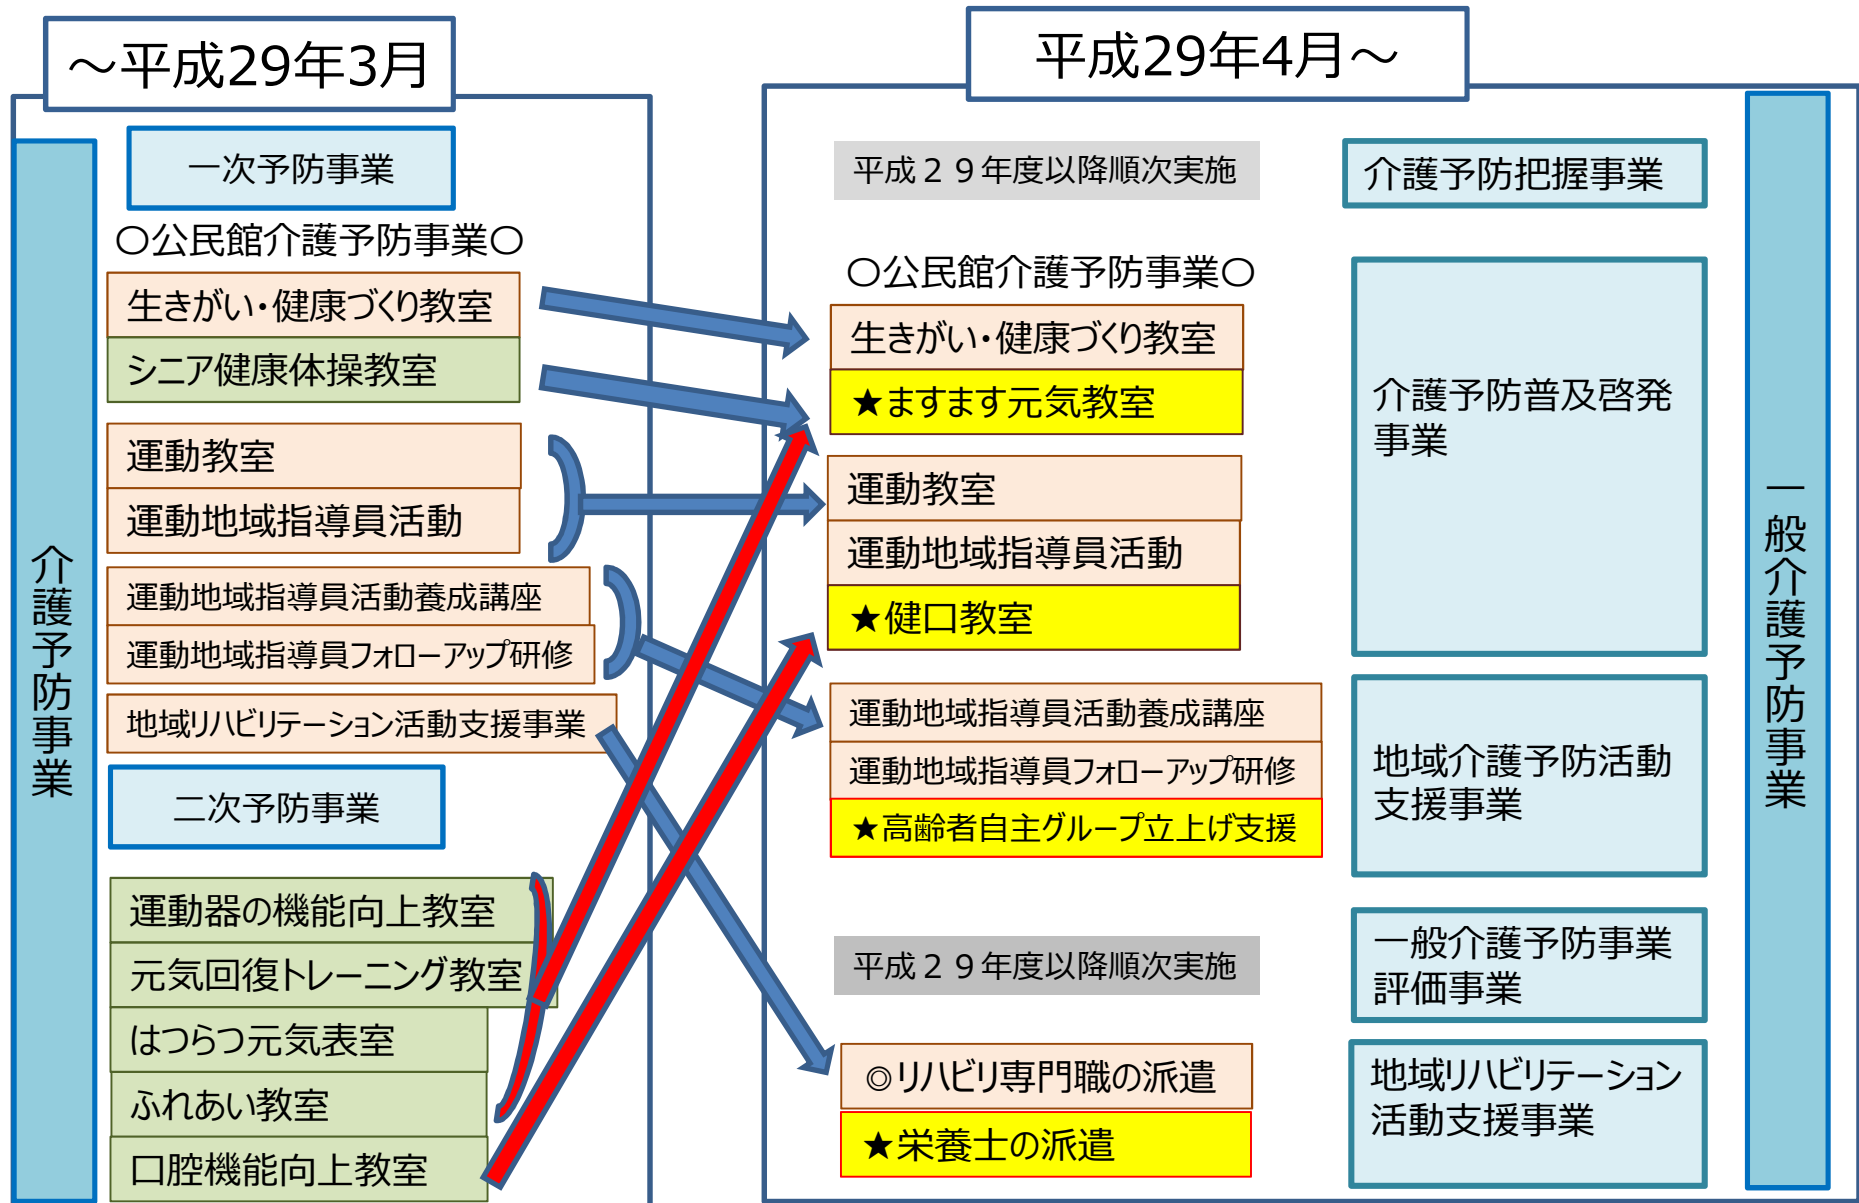 ～平成29年3月
介護予防事業
一次予防事業
○公民館介護予防事業○
生きがい・健康づくり教室
シニア健康体操教室
運動教室
運動地域指導員活動
運動地域指導員活動養成講座
運動地域指導員フォローアップ研修
地域リハビリテーション活動支援事業
二次予防事業
運動器の機能向上教室
元気回復トレーニング教室
はつらつ元気表室
ふれあい教室
口腔機能向上教室
平成29年4月～
平成２９年度以降順次実施
介護予防把握事業
○公民館介護予防事業○
生きがい・健康づくり教室
★ますます元気教室
運動教室
運動地域指導員活動
★健口教室
介護予防普及啓発
事業
運動地域指導員活動養成講座
運動地域指導員フォローアップ研修
★高齢者自主グループ立上げ支援
地域介護予防活動
支援事業
平成２９年度以降順次実施
一般介護予防事業
評価事業
◎リハビリ専門職の派遣
★栄養士の派遣
地域リハビリテーション
活動支援事業
一般介護予防事業